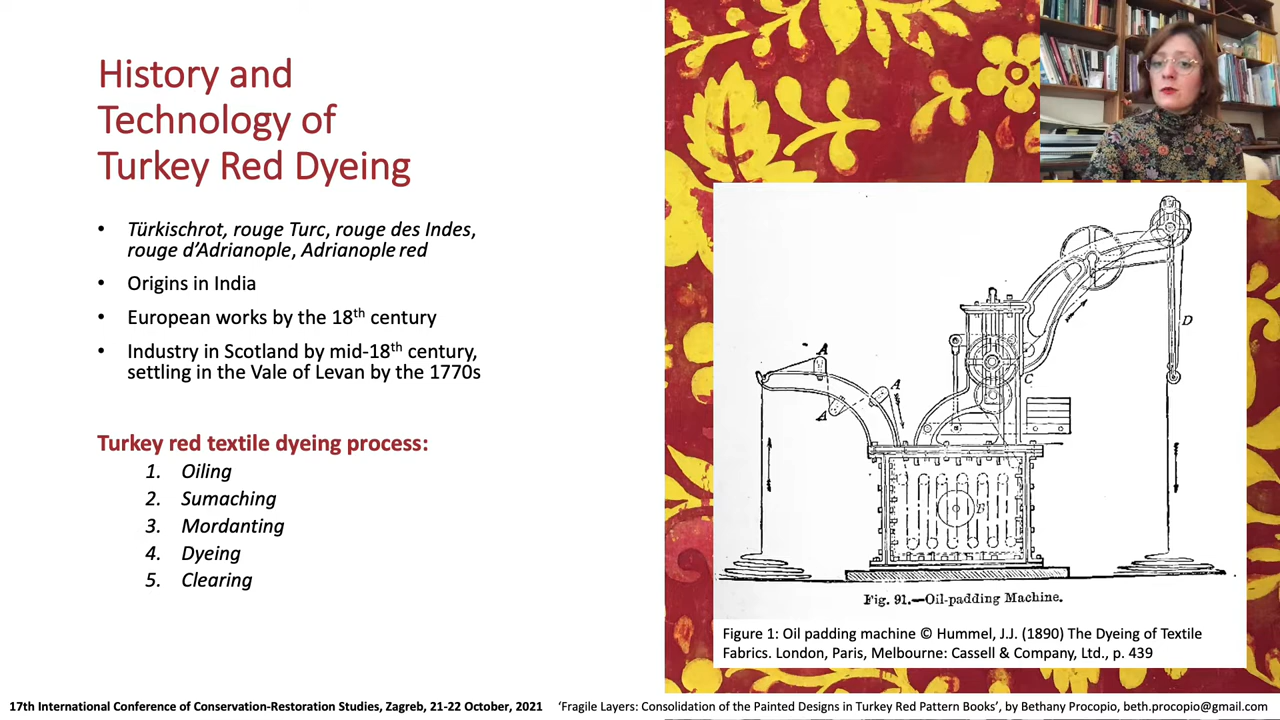 History and
Technology of
Turkey Red Dyeing
• Türkischrot, rouge Turc, rouge des Indes,
rouge d'Adrianople, Adrianople red
• Origins in India
• European works by the 18th century
• Industry in Scotland by mid-18th century,
settling in the Vale of Levan by the 1770s
Turkey red textile dyeing process:
1. Oiling
2. Sumaching
3. Mordanting
4. Dyeing
5. Clearing
A
A
A
C
D
Fig. 91.—Oil-padding Machine.
Figure 1: Oil padding machine © Hummel, J.J. (1890) The Dyeing of Textile
Fabrics. London, Paris, Melbourne: Cassell & Company, Ltd., p. 439
17th International Conference of Conservation-Restoration Studies, Zagreb, 21-22 October, 2021 'Fragile Layers: Consolidation of the Painted Designs in Turkey Red Pattern Books', by Bethany Procopio, beth.procopio@gmail.com